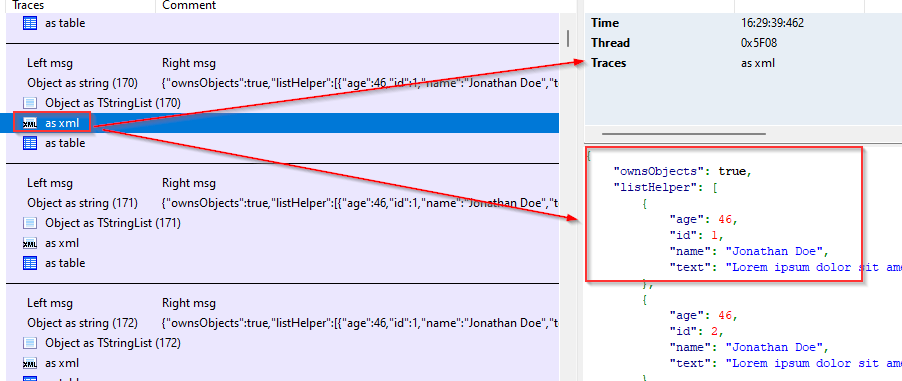 Traces Comment
as table
Left msg Right msg
Object as string (170) {"ownsObjects":true,"listHelper":[{"age":46,"id":1,"name":"Jonathan Doe","t
Object as TStringList (170)
XML as xml
as table
Left msg Right msg
Object as string (171) {"ownsObjects":true,"listHelper":[{"age":46,"id":1,"name":"Jonathan Doe","t
Object as TStringList (171)
XML as xml
as table
Left msg Right msg
Object as string (172) {"ownsObjects":true,"listHelper":[{"age":46,"id":1,"name":"Jonathan Doe","t
Object as TStringList (172)
XML as xml
Time 16:29:39:462
Thread 0x5F08
Traces as xml
{
"ownsObjects": true,
"listHelper": [
{
"age": 46,
"id": 1,
"name": "Jonathan Doe",
"text": "Lorem ipsum dolor sit ame
},
{
"age": 46,
"id": 2,
"name": "Jonathan Doe",
"text": "Lorem ipsum dolor sit ame
}